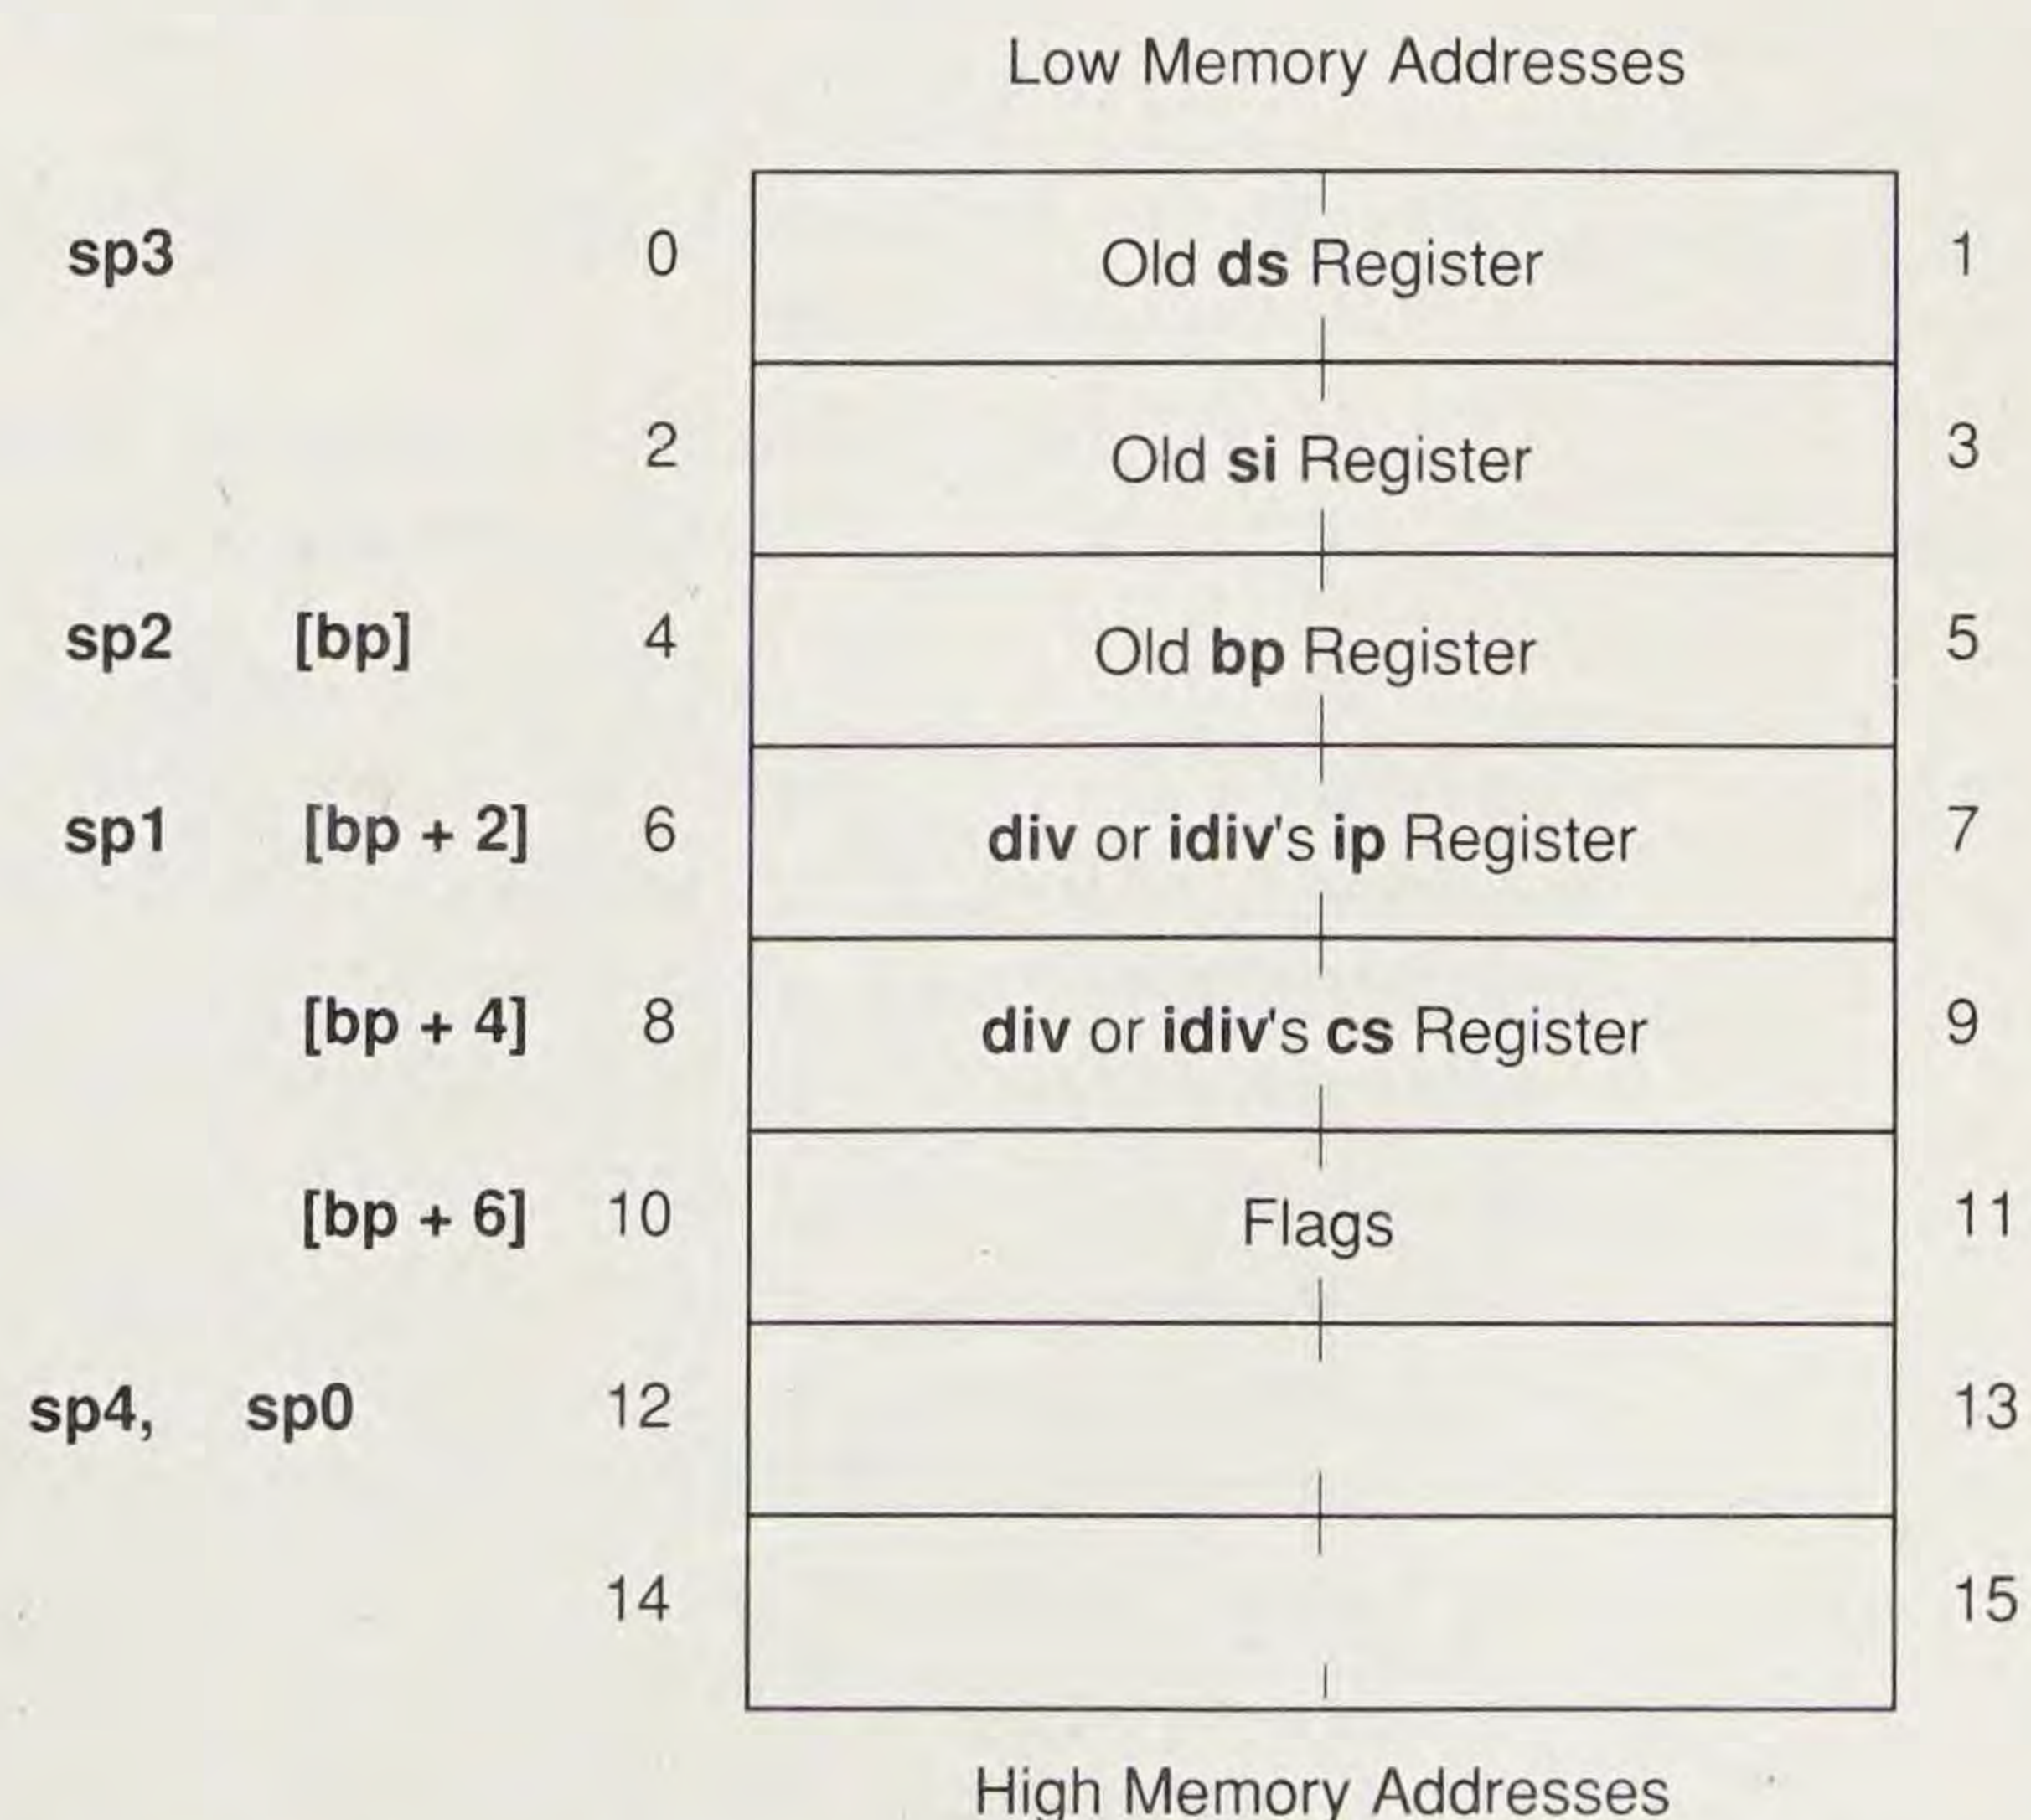 Low Memory Addresses
sp3 0 Old ds Register 1
2 Old si Register 3
sp2 [bp] 4 Old bp Register 5
sp1 [bp + 2] 6 div or idiv's ip Register 7
[bp + 4] 8 div or idiv's cs Register 9
[bp + 6] 10 Flags 11
sp4, sp0 12 13
14 15
High Memory Addresses